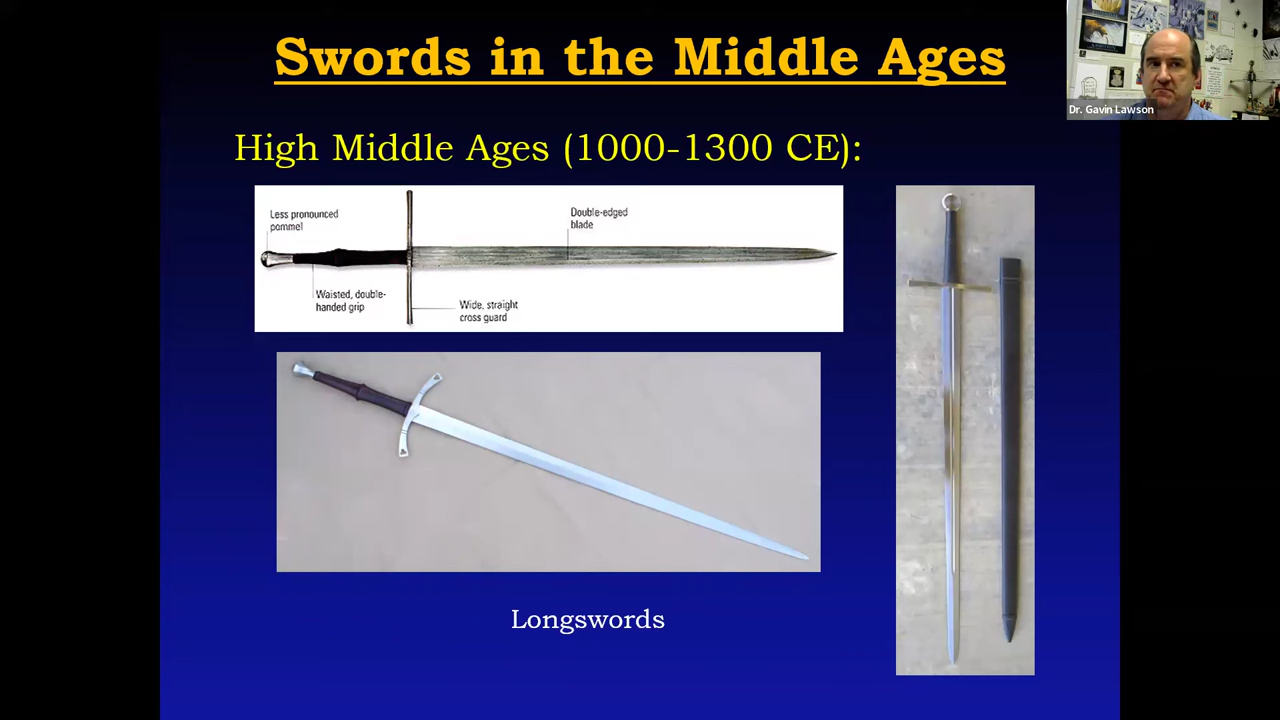 Swords in the Middle Ages
Dr. Gavin Lawson
High Middle Ages (1000-1300 CE):
Less pronounced
pommel
Double-edged
blade
Waisted, double-
handed grip
Wide, straight
cross guard
Longswords